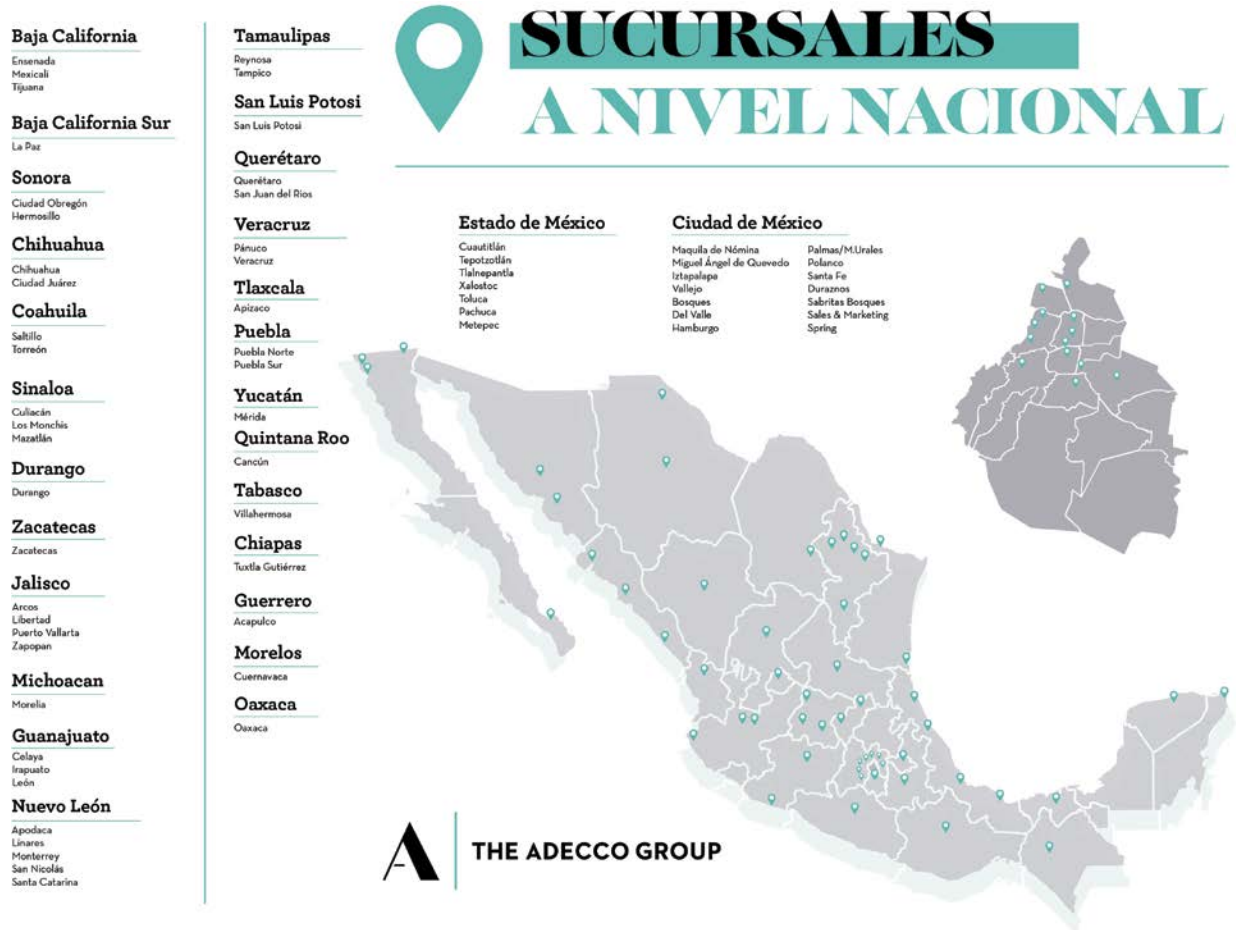 SUCURSALES
A NIVEL NACIONAL
Baja California
Ensenada
Mexicali
Tijuana
Baja California Sur
La Paz
Sonora
Ciudad Obregón
Hermosillo
Chihuahua
Chihuahua
Ciudad Juárez
Coahuila
Saltillo
Torreón
Sinaloa
Culiacán
Los Monchis
Mazatlán
Durango
Durango
Zacatecas
Zacatecas
Jalisco
Arcos
Libertad
Puerto Vallarta
Zapopan
Michoacan
Morelia
Guanajuato
Celaya
Irapuato
León
Nuevo León
Apodaca
Linares
Monterrey
San Nicolás
Santa Catarina
Tamaulipas
Reynosa
Tampico
San Luis Potosi
San Luis Potosi
Querétaro
Querétaro
San Juan del Rios
Veracruz
Pánuco
Veracruz
Tlaxcala
Apizaco
Puebla
Puebla Norte
Puebla Sur
Yucatán
Mérida
Quintana Roo
Cancún
Tabasco
Villahermosa
Chiapas
Tuxtla Gutiérrez
Guerrero
Acapulco
Morelos
Cuernavaca
Oaxaca
Oaxaca
Estado de México
Cuautitlán
Tepotzotlán
Tlalnepantla
Xalostoc
Toluca
Pachuca
Metepec
Ciudad de México
Maquila de Nómina
Miguel Ángel de Quevedo
Iztapalapa
Vallejo
Bosques
Del Valle
Hamburgo
Palmas/M.Urales
Polanco
Santa Fe
Duraznos
Sabritas Bosques
Sales & Marketing
Spring
THE ADECCO GROUP